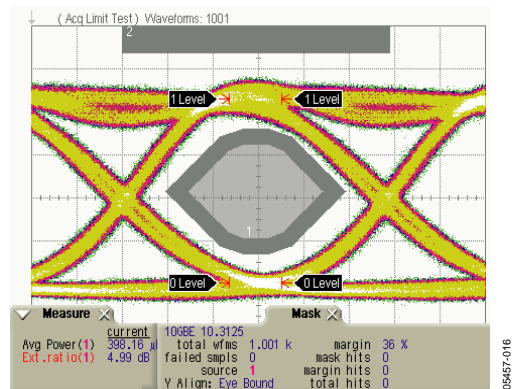 ( Acq Limit Test ) Waveforms: 1001
2
1 Level
1 Level
1
0 Level
0 Level
Measure
Mask
current
Avg Power(1) 398.16
Ext.ratio(1) 4.99 dB
10GBE 10.3125
total wfms 1.001 k
failed smpls 0
source 1
Y Align: Eye Bound
margin 36 %
mask hits 0
margin hits 0
total hits 0
05457-016